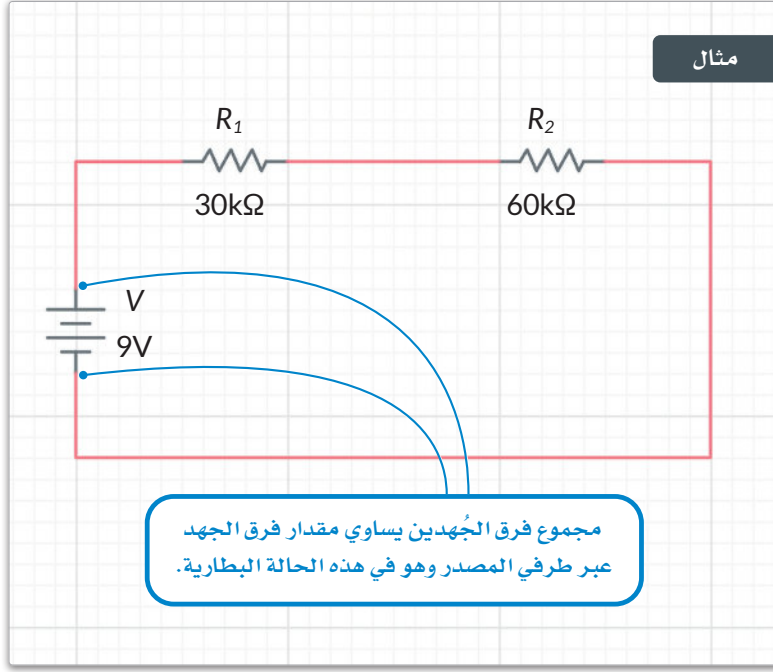 مثال
R₁
R₂
30kΩ
60kΩ
V
9V
مجموع فرق الجُهدين يساوي مقدار فرق الجهد
عبر طرفي المصدر وهو في هذه الحالة البطارية.